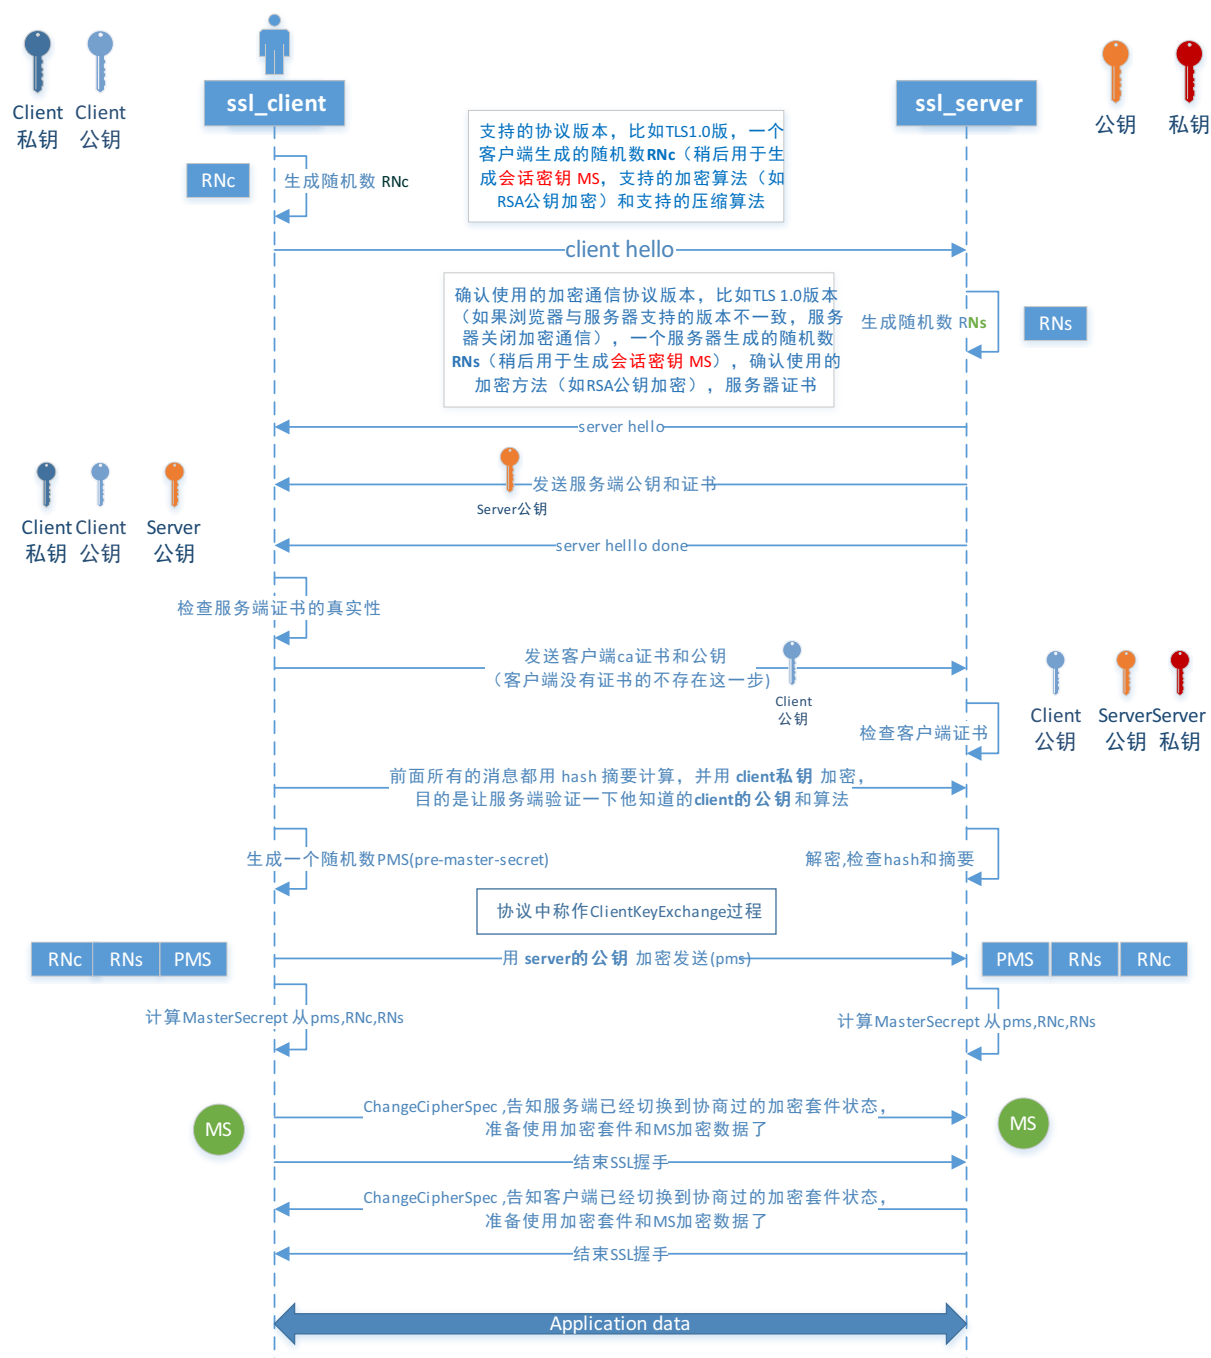 Client
私钥
Client
公钥
ssl_client
ssl_server
公钥
私钥
支持的协议版本，比如TLS1.0版，一个
客户端生成的随机数RNc（稍后用于生
成会话密钥 MS，支持的加密算法（如
RSA公钥加密）和支持的压缩算法
RNc
生成随机数 RNc
client hello
确认使用的加密通信协议版本，比如TLS 1.0版本
（如果浏览器与服务器支持的版本不一致，服务
器关闭加密通信），一个服务器生成的随机数
RNs（稍后用于生成会话密钥 MS），确认使用的
加密方法（如RSA公钥加密），服务器证书
生成随机数 RNs
RNs
server hello
发送服务端公钥和证书
Server公钥
Client
私钥
Client
公钥
Server
公钥
server helllo done
检查服务端证书的真实性
发送客户端ca证书和公钥
（客户端没有证书的不存在这一步)
Client
公钥
Client
公钥
Server
公钥
Server
私钥
检查客户端证书
前面所有的消息都用 hash 摘要计算，并用 client私钥 加密，
目的是让服务端验证一下他知道的client的公钥 和算法
生成一个随机数PMS(pre-master-secret)
解密,检查hash和摘要
协议中称作ClientKeyExchange过程
RNc
RNs
PMS
用 server的公钥 加密发送(pms)
PMS
RNs
RNc
计算MasterSecrept 从pms,RNc,RNs
计算MasterSecrept 从pms,RNc,RNs
ChangeCipherSpec ,告知服务端已经切换到协商过的加密套件状态，
准备使用加密套件和MS加密数据了
MS
MS
结束SSL握手
ChangeCipherSpec ,告知客户端已经切换到协商过的加密套件状态，
准备使用加密套件和MS加密数据了
结束SSL握手
Application data